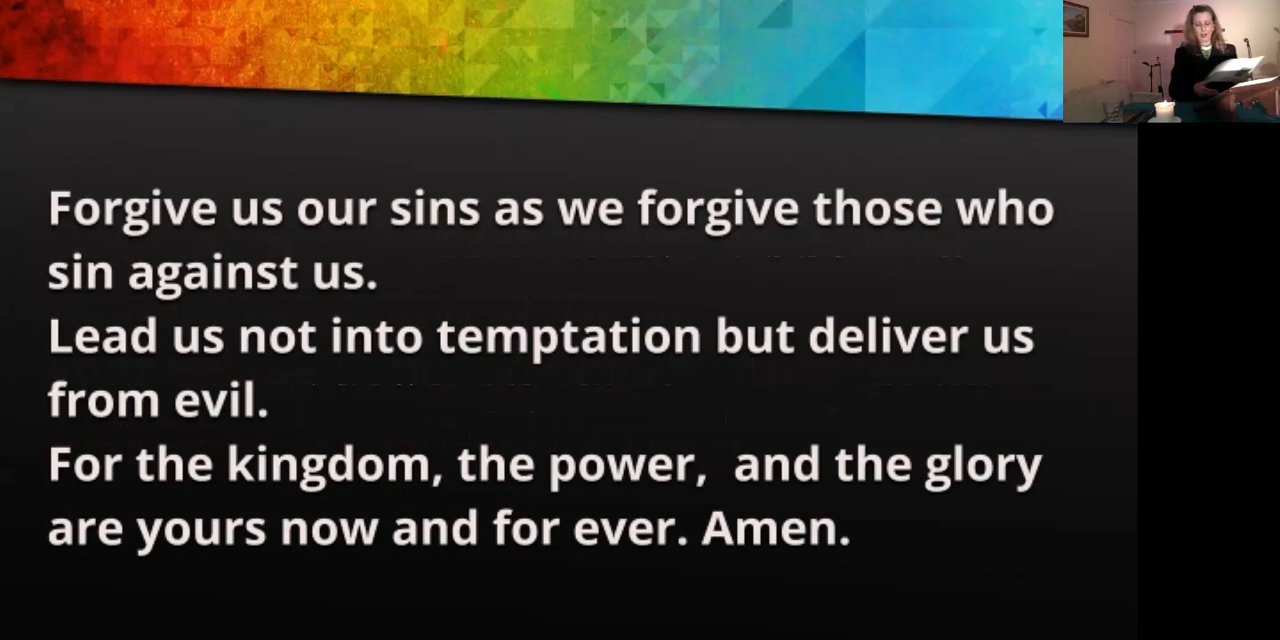 Forgive us our sins as we forgive those who
sin against us.
Lead us not into temptation but deliver us
from evil.
For the kingdom, the power,  and the glory
are yours now and for ever. Amen.